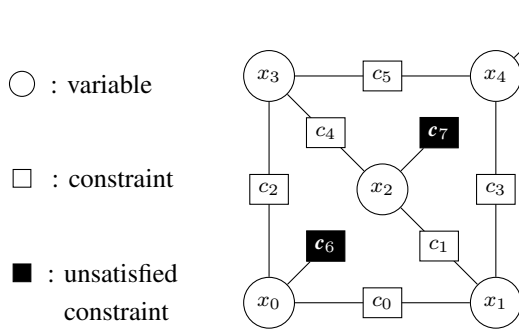 x₃ c₅ x₄
: variable
c₄ c₇
: constraint
c₂ x₂ c₃
c₆ c₁
: unsatisfied
constraint
x₀ c₀ x₁